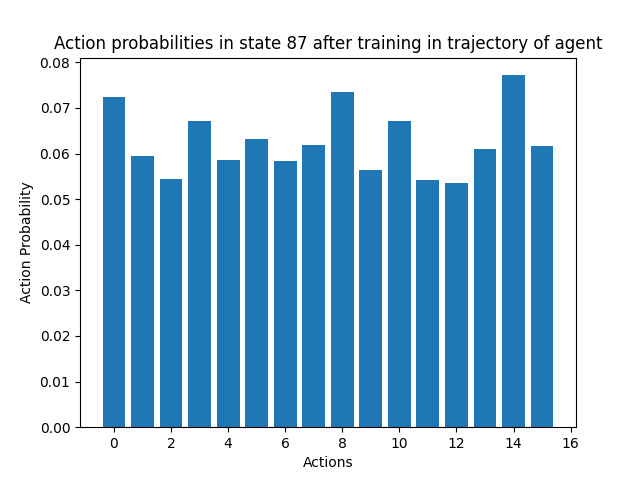 Action probabilities in state 87 after training in trajectory of agent
0.08
0.07
0.06
0.05
0.04
0.03
0.02
0.01
0.00
Action Probability
0 2 4 6 8 10 12 14 16
Actions